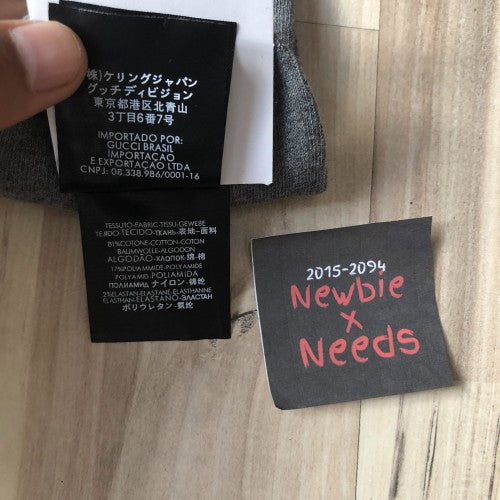 (株)ケリングジャパン
グッチ ディビジョン
東京都港区北青山
3丁目6番7号
IMPORTADO POR:
GUCCI BRASIL
IMPORTACAO
E EXPORTACAO LTDA
CNPJ: 08.338.986/0001-16
TESSUTO-FABRIC-TISSU-GEWEBE
TEJIDO-TECIDO-ТКАНЬ-表地-面料
81%COTONE-COTTON-COTON
BAUMWOLLE-ALGODON
ALGODÃO-ХЛОПОК-綿-棉
17%POLIAMMIDE-POLYAMIDE
POLYAMID-POLIAMIDA
ПОЛИАМИД ナイロン-锦纶
2%ELASTAN-ELASTANE-ELASTHANNE
ELASTHAN-ELASTANO-ЭЛАСТАН
ポリウレタン-氨纶
2015-2094
Newbie
x
Needs